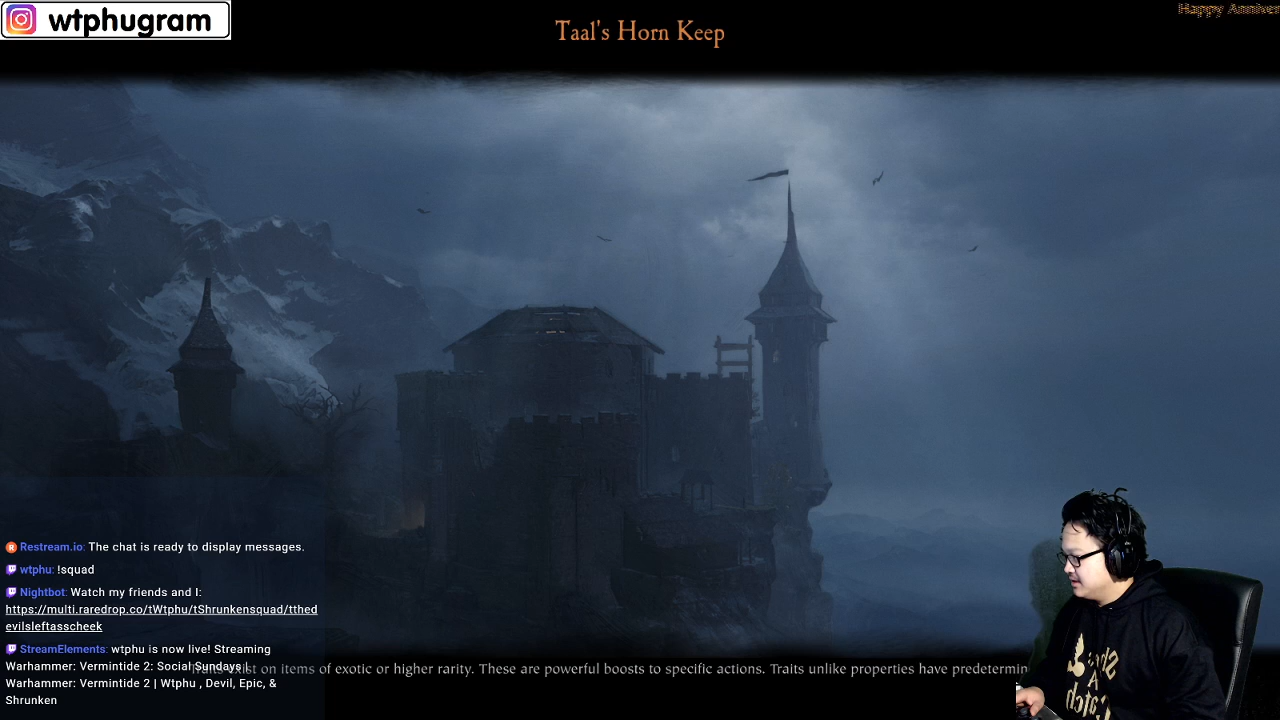 wtphugram
Taal's Horn Keep
Happy Anniver
Restream.io: The chat is ready to display messages.
wtphu: !squad
Nightbot: Watch my friends and I:
https://multi.raredrop.co/tWtphu/tShrunkensquad/tthed
evilsleftasscheek
StreamElements: wtphu is now live! Streaming
Warhammer: Vermintide 2: Social Sundays |
Warhammer: Vermintide 2 | Wtphu , Devil, Epic, &
Shrunken
on items of exotic or higher rarity. These are powerful boosts to specific actions. Traits unlike properties have predetermin